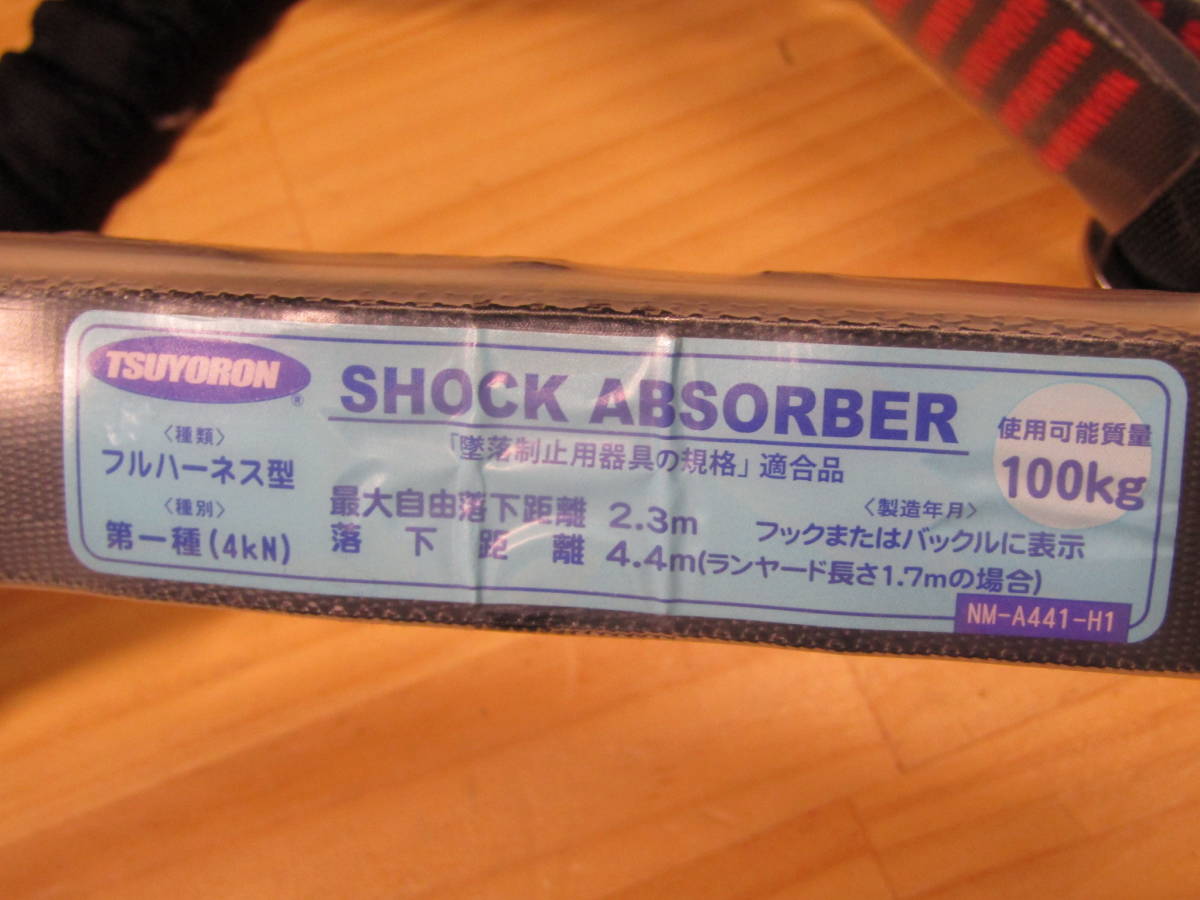 TSUYORON®
SHOCK ABSORBER
「墜落制止用器具の規格」適合品
〈種類〉
フルハーネス型
〈種別〉
第一種(4kN)
最大自由落下距離 2.3m
落下距離 4.4m(ランヤード長さ1.7mの場合)
使用可能質量
100kg
〈製造年月〉
フックまたはバックルに表示
NM-A441-H1